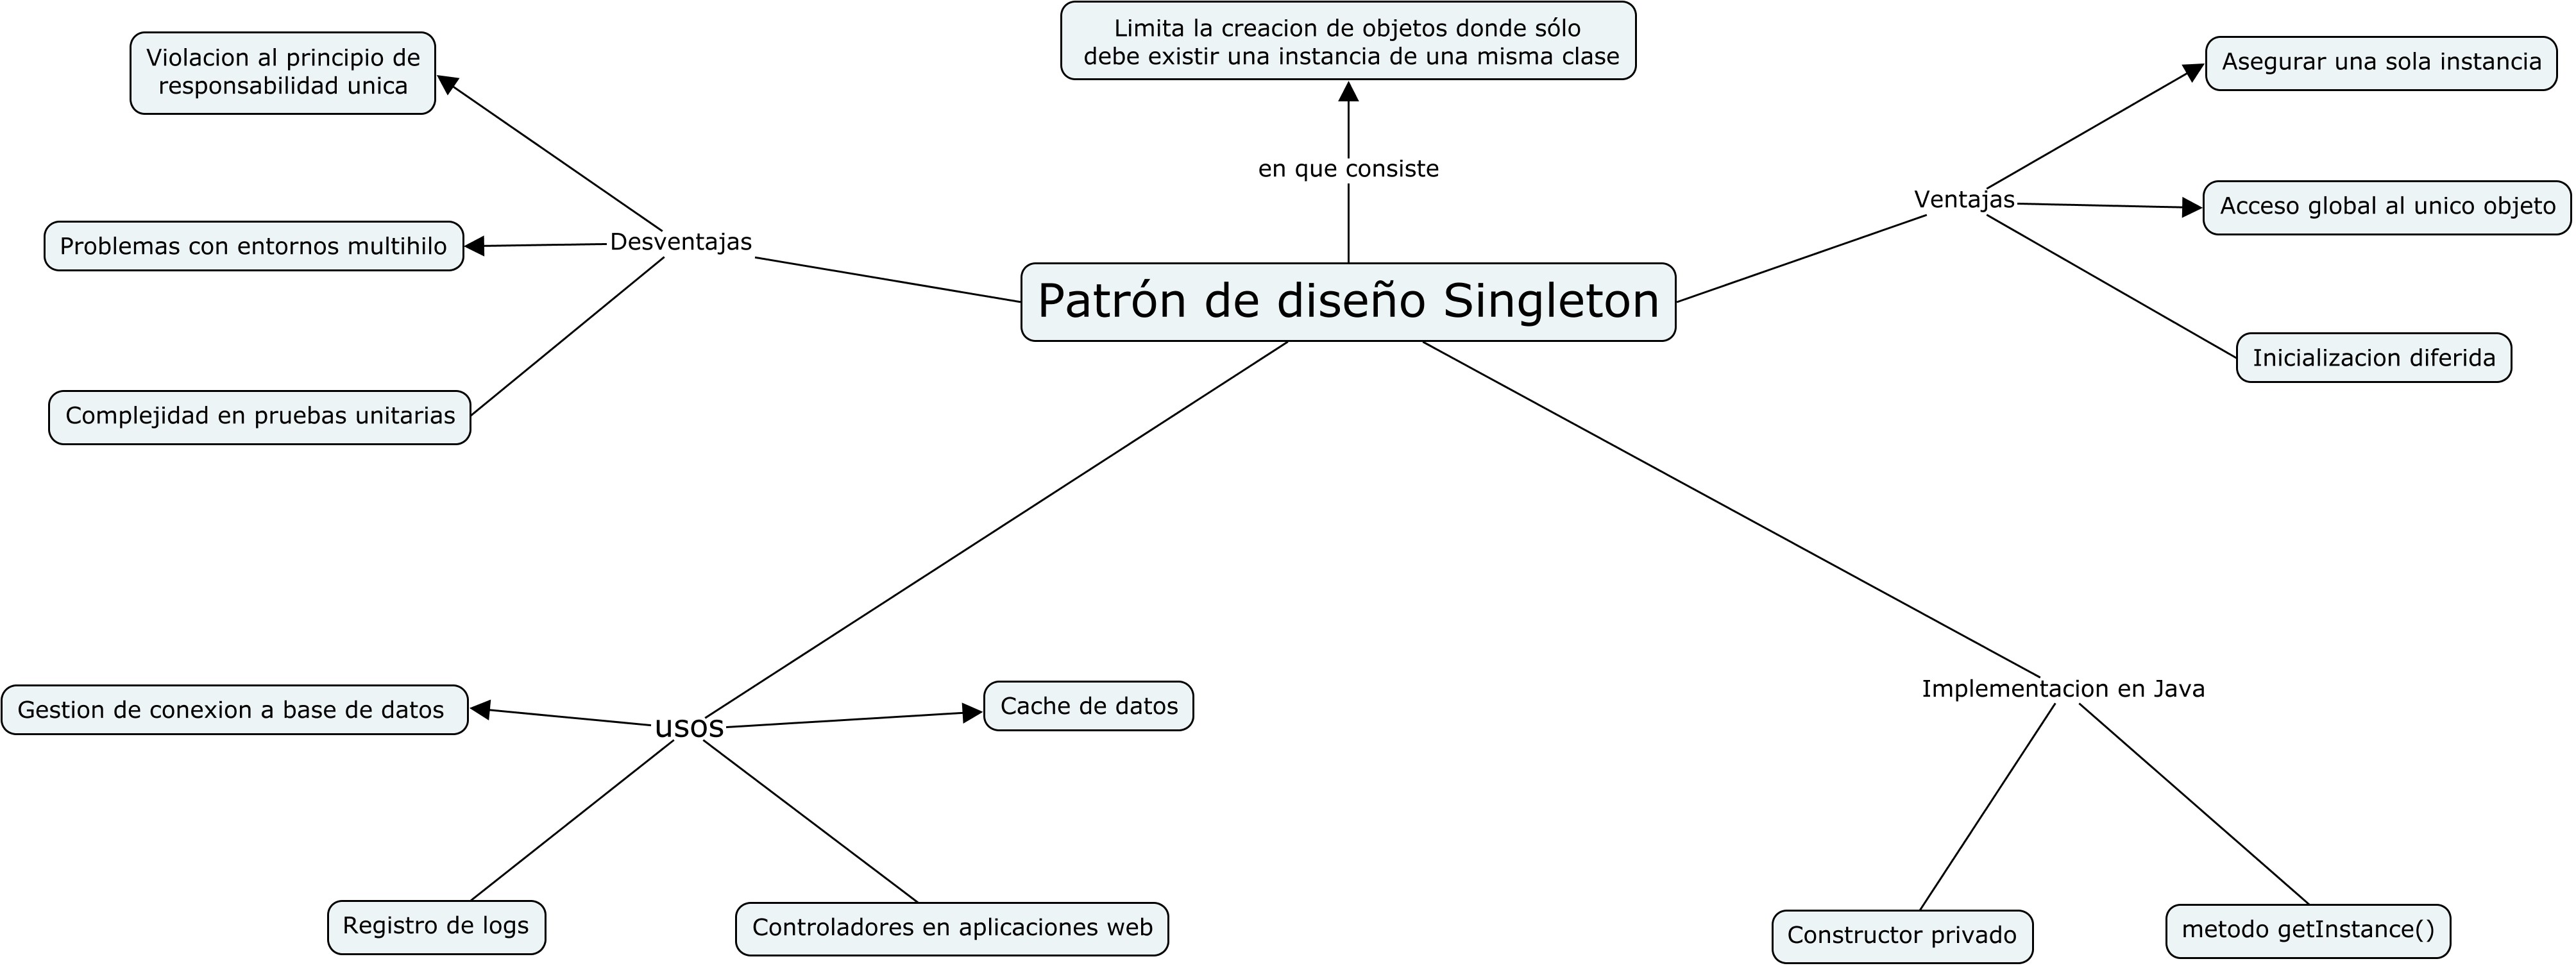 Limita la creacion de objetos donde sólo
debe existir una instancia de una misma clase
Violacion al principio de
responsabilidad unica
Asegurar una sola instancia
en que consiste
Ventajas
Acceso global al unico objeto
Desventajas
Problemas con entornos multihilo
Patrón de diseño Singleton
Inicializacion diferida
Complejidad en pruebas unitarias
Implementacion en Java
Gestion de conexion a base de datos
usos
Cache de datos
Registro de logs
Controladores en aplicaciones web
Constructor privado
metodo getInstance()